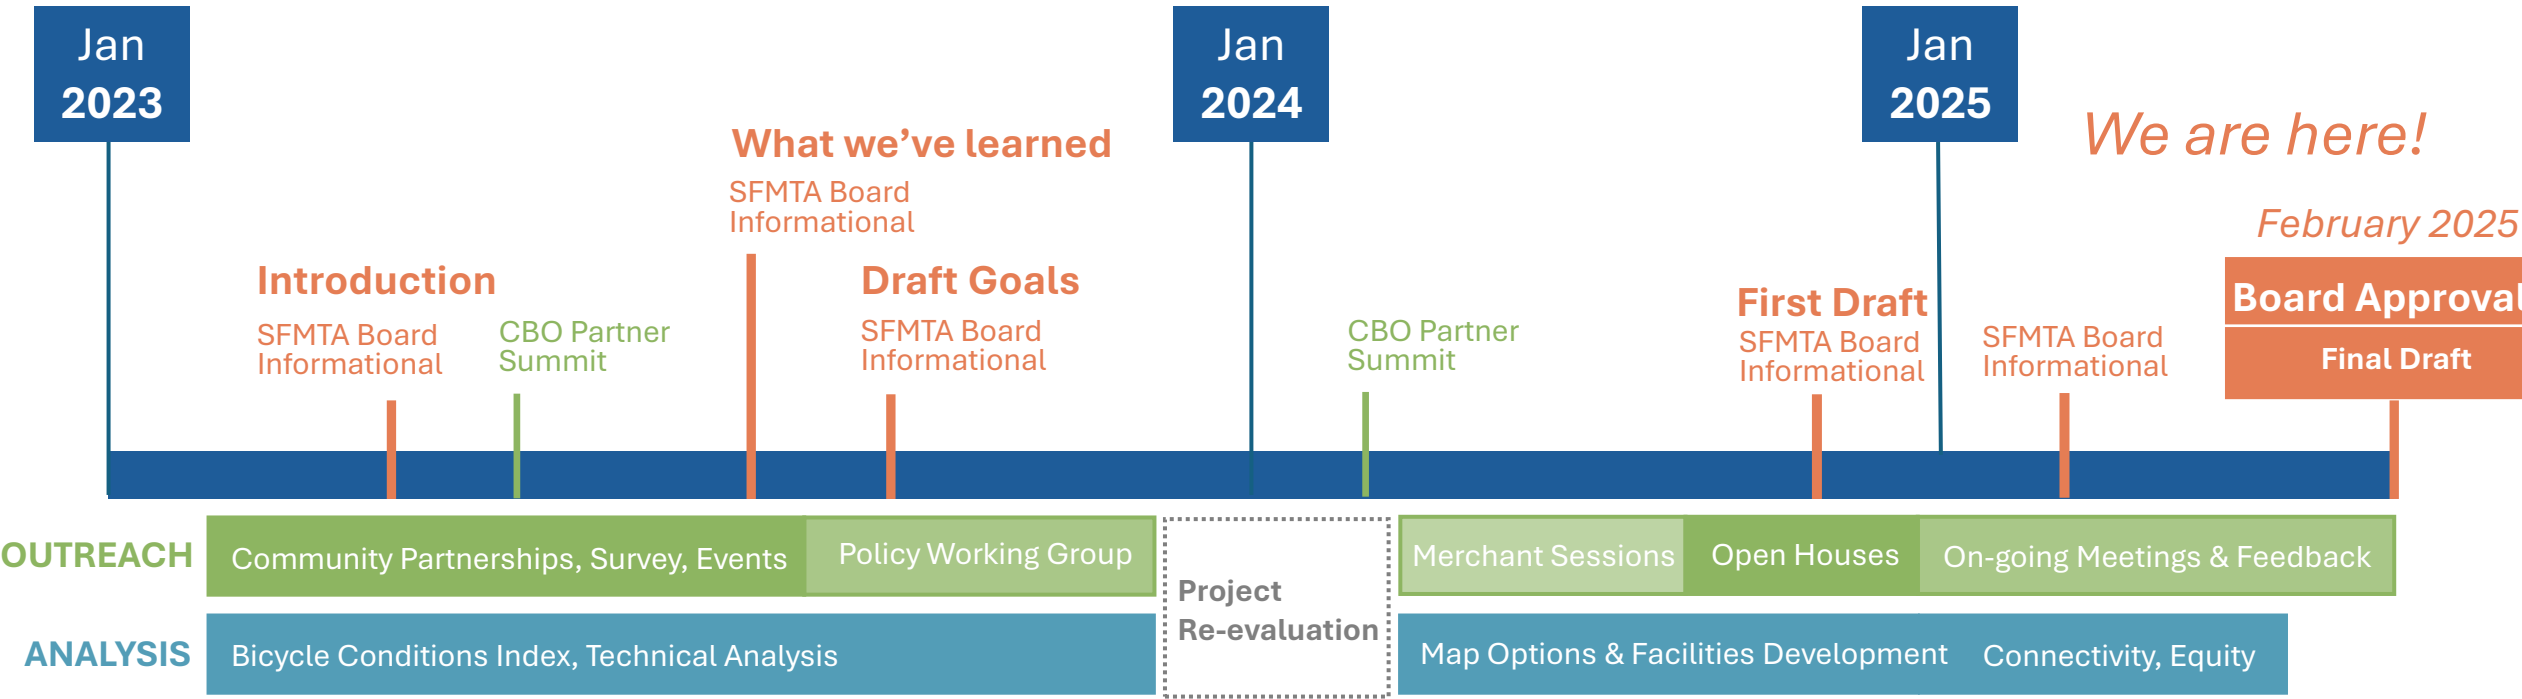 Jan
2023
Jan
2024
Jan
2025
We are here!
What we've learned
SFMTA Board
Informational
February 2025
Introduction
SFMTA Board
Informational
CBO Partner
Summit
Draft Goals
SFMTA Board
Informational
CBO Partner
Summit
First Draft
SFMTA Board
Informational
SFMTA Board
Informational
Board Approval
Final Draft
OUTREACH
Community Partnerships, Survey, Events
Policy Working Group
Project
Re-evaluation
Merchant Sessions
Open Houses
On-going Meetings & Feedback
ANALYSIS
Bicycle Conditions Index, Technical Analysis
Map Options & Facilities Development
Connectivity, Equity